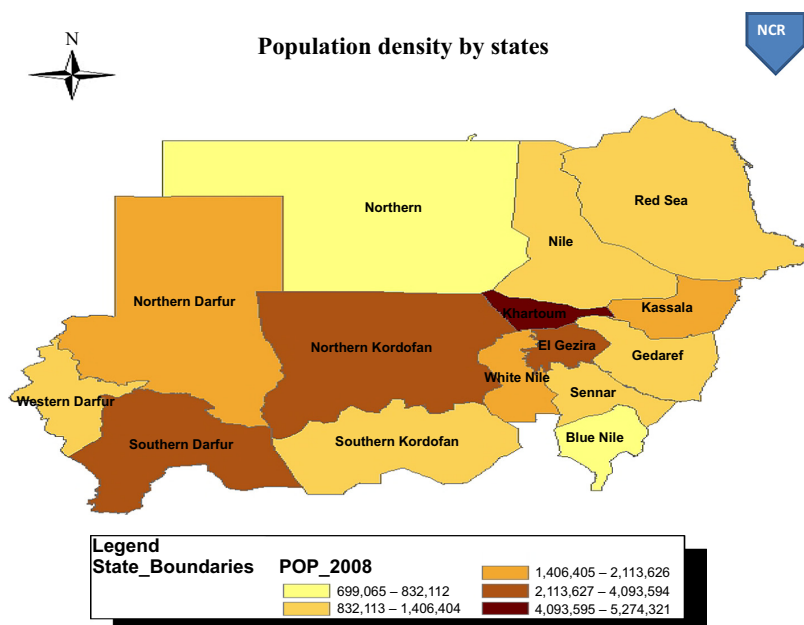 N
Population density by states
NCR
Northern
Nile
Red Sea
Northern Darfur
Kassala
Khartoum
Northern Kordofan
El Gezira
Gedaref
White Nile
Western Darfur
Sennar
Southern Darfur
Southern Kordofan
Blue Nile
Legend
State_Boundaries POP_2008
699,065 – 832,112
832,113 – 1,406,404
1,406,405 – 2,113,626
2,113,627 – 4,093,594
4,093,595 – 5,274,321